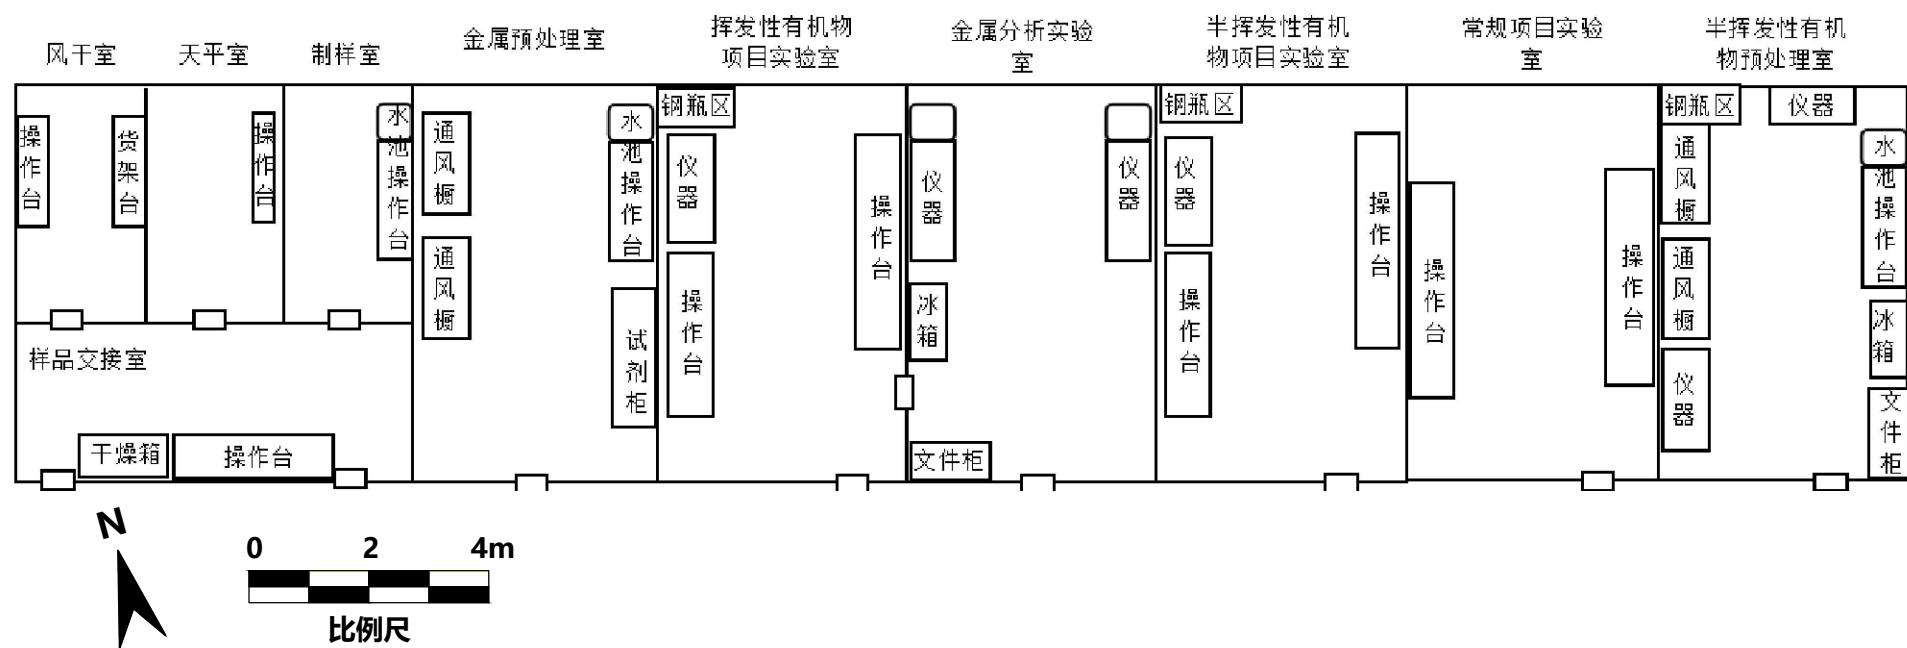 风干室
天平室
制样室
金属预处理室
挥发性有机物
项目实验室
金属分析实验
室
半挥发性有机
物项目实验室
常规项目实验
室
半挥发性有机
物预处理室
操作台
货架台
操作台
水池操作台
通风橱
通风橱
水池操作台
试剂柜
钢瓶区
仪器
操作台
操作台
仪器
冰箱
文件柜
仪器
钢瓶区
仪器
操作台
操作台
操作台
操作台
钢瓶区
通风橱
通风橱
仪器
仪器
水池操作台
冰箱
文件柜
样品交接室
干燥箱
操作台
N
0 2 4m
比例尺